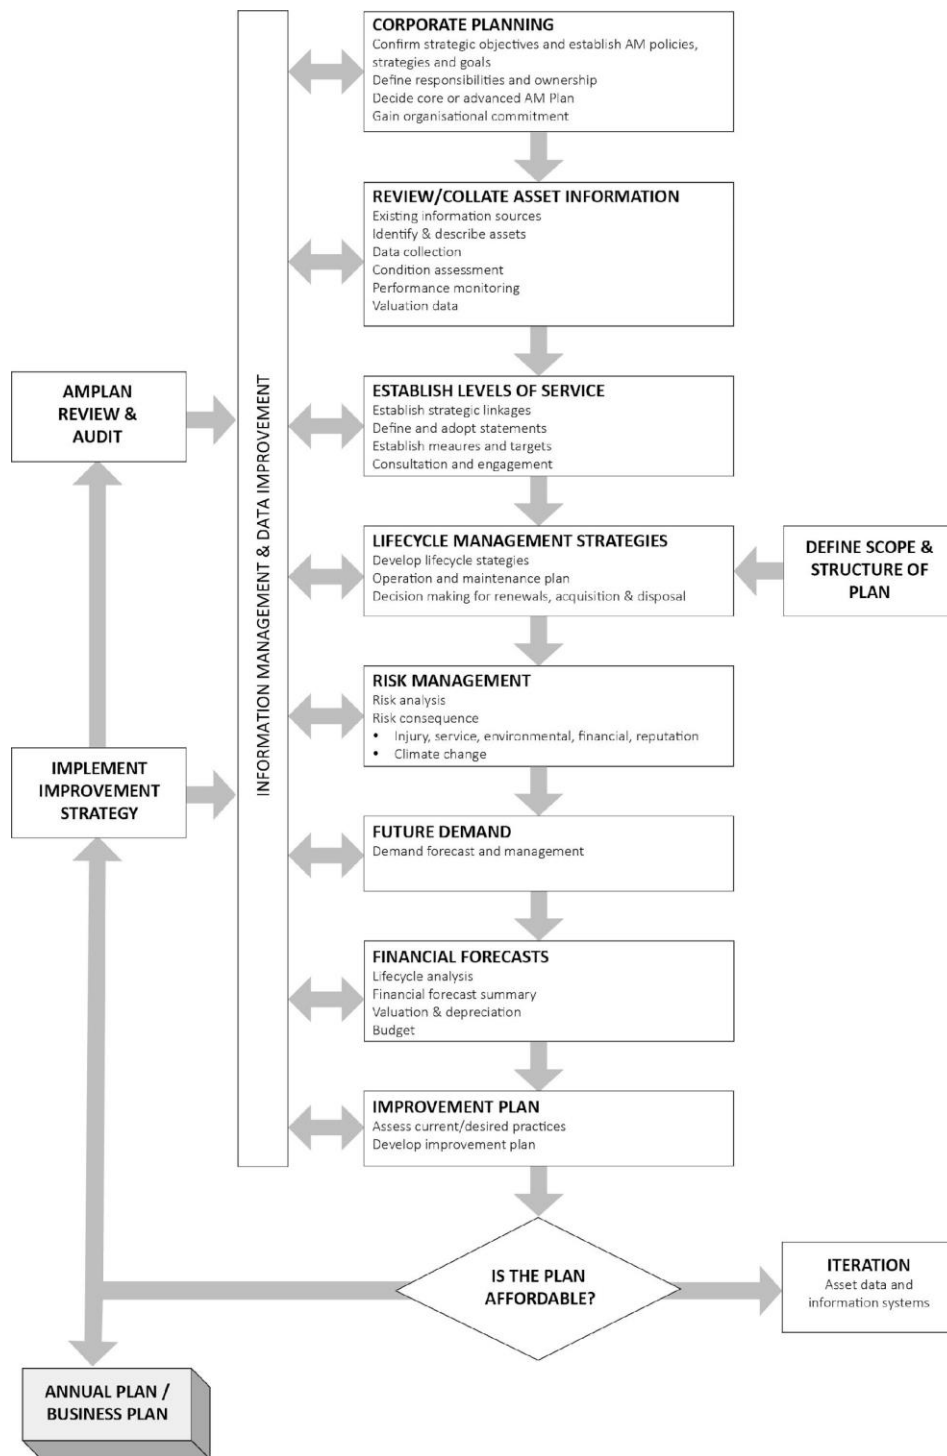 CORPORATE PLANNING
Confirm strategic objectives and establish AM policies,
strategies and goals
Define responsibilities and ownership
Decide core or advanced AM Plan
Gain organisational commitment
REVIEW/COLLATE ASSET INFORMATION
Existing information sources
Identify & describe assets
Data collection
Condition assessment
Performance monitoring
Valuation data
AMPLAN
REVIEW &
AUDIT
INFORMATION MANAGEMENT & DATA IMPROVEMENT
ESTABLISH LEVELS OF SERVICE
Establish strategic linkages
Define and adopt statements
Establish meaures and targets
Consultation and engagement
LIFECYCLE MANAGEMENT STRATEGIES
Develop lifecycle stategies
Operation and maintenance plan
Decision making for renewals, acquisition & disposal
DEFINE SCOPE &
STRUCTURE OF
PLAN
RISK MANAGEMENT
Risk analysis
Risk consequence
• Injury, service, environmental, financial, reputation
• Climate change
IMPLEMENT
IMPROVEMENT
STRATEGY
FUTURE DEMAND
Demand forecast and management
FINANCIAL FORECASTS
Lifecycle analysis
Financial forecast summary
Valuation & depreciation
Budget
IMPROVEMENT PLAN
Assess current/desired practices
Develop improvement plan
IS THE PLAN
AFFORDABLE?
ITERATION
Asset data and
information systems
ANNUAL PLAN /
BUSINESS PLAN